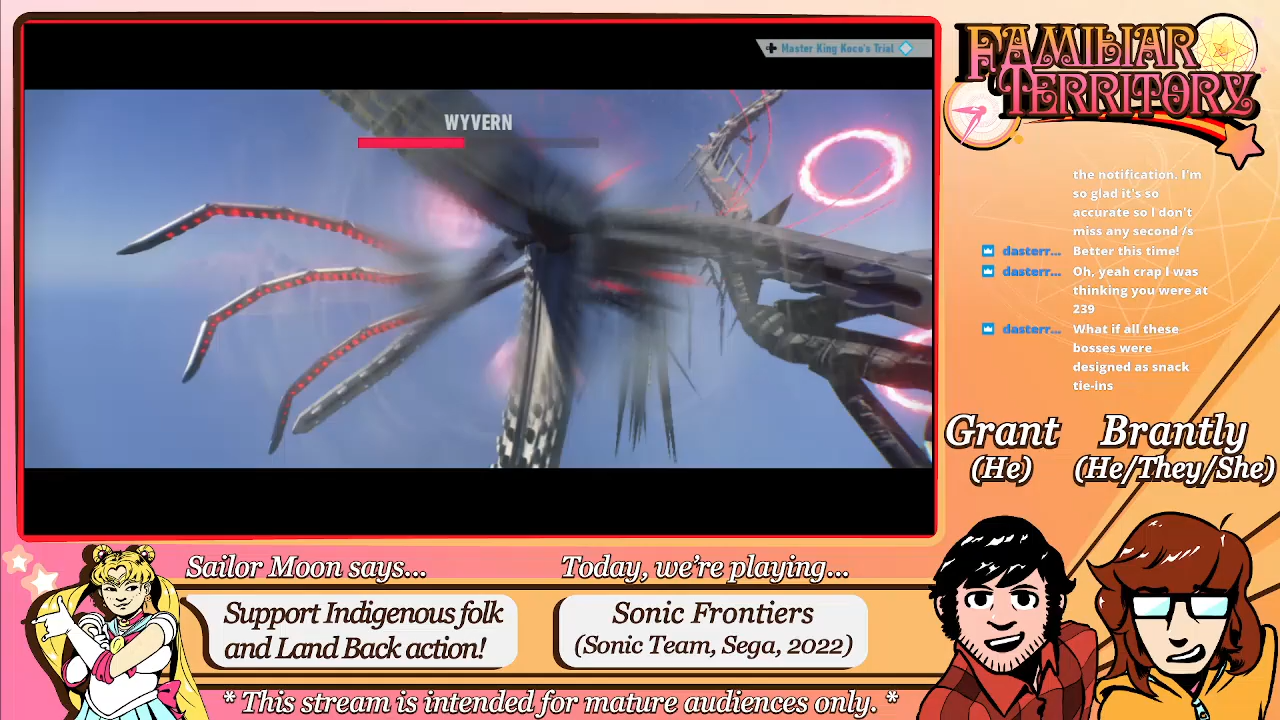 Master King Koco's Trial
WYVERN
FAMILIAR
TERRITORY
the notification. I'm
so glad it's so
accurate so I don't
miss any second /s
dasterr... Better this time!
dasterr... Oh, yeah crap I was
thinking you were at
239
dasterr... What if all these
bosses were
designed as snack
tie-ins
Grant
(He)
Brantly
(He/They/She)
Sailor Moon says...
Support Indigenous folk
and Land Back action!
Today, we're playing...
Sonic Frontiers
(Sonic Team, Sega, 2022)
* This stream is intended for mature audiences only. *